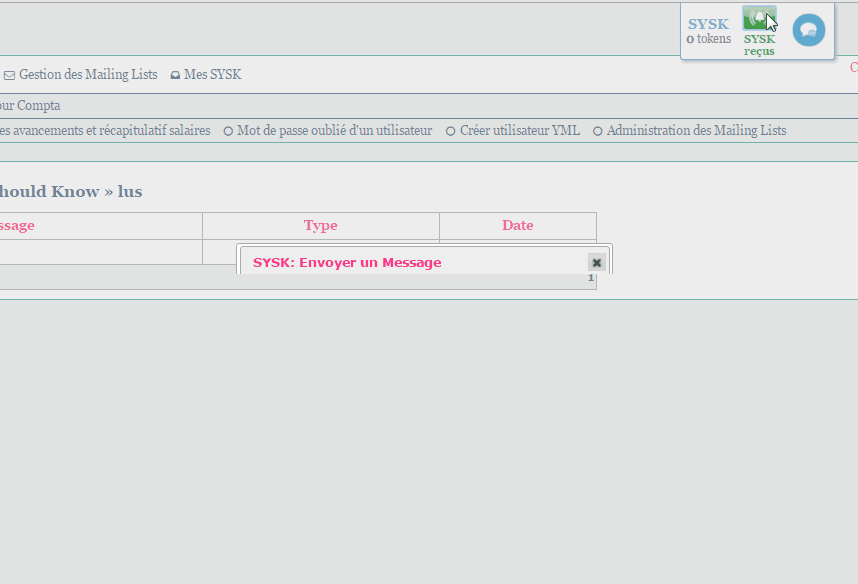 SYSK
0 tokens
SYSK
reçus
Gestion des Mailing Lists Mes SYSK
our Compta
es avancements et récapitulatif salaires Mot de passe oublié d'un utilisateur Créer utilisateur YML Administration des Mailing Lists
hould Know » lus
ssage Type Date
SYSK: Envoyer un Message
1